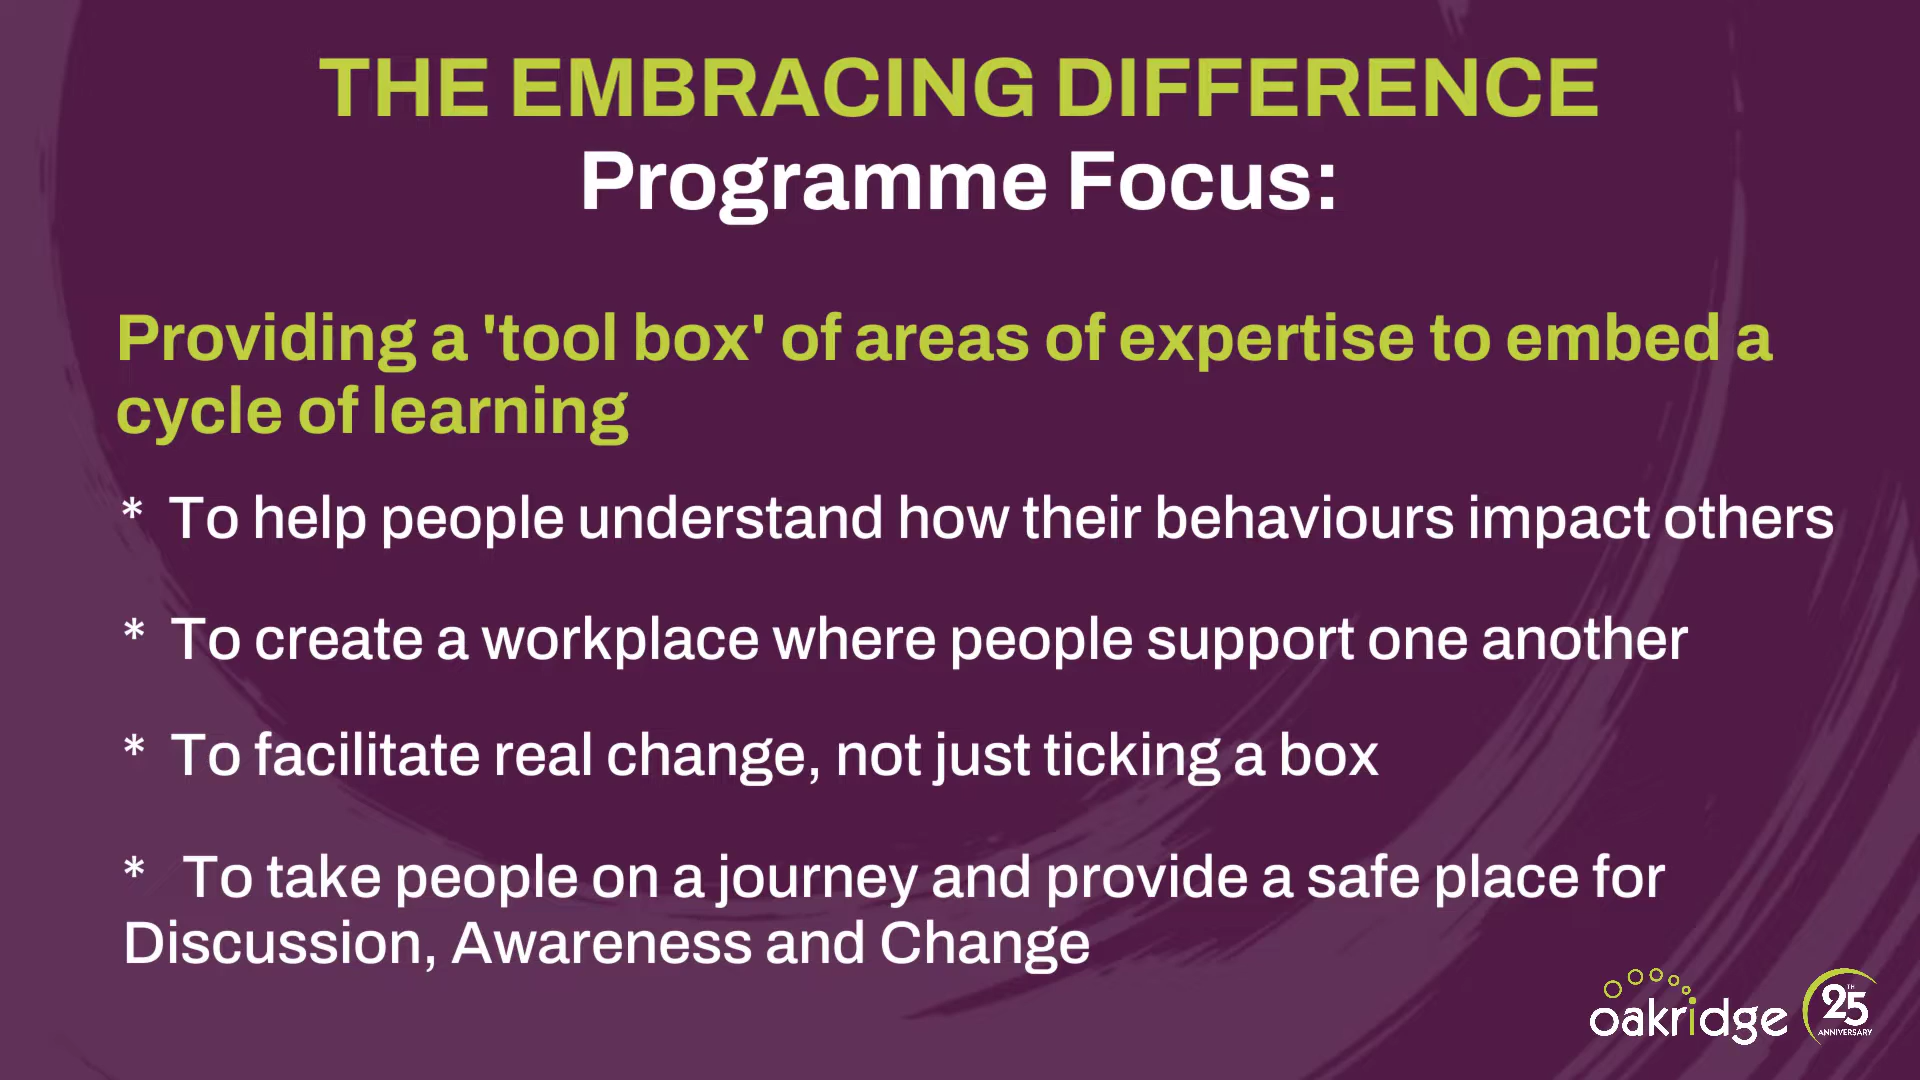 THE EMBRACING DIFFERENCE
Programme Focus:
Providing a 'tool box' of areas of expertise to embed a
cycle of learning
* To help people understand how their behaviours impact others
* To create a workplace where people support one another
* To facilitate real change, not just ticking a box
* To take people on a journey and provide a safe place for
Discussion, Awareness and Change
oakridge
25TH
ANNIVERSARY